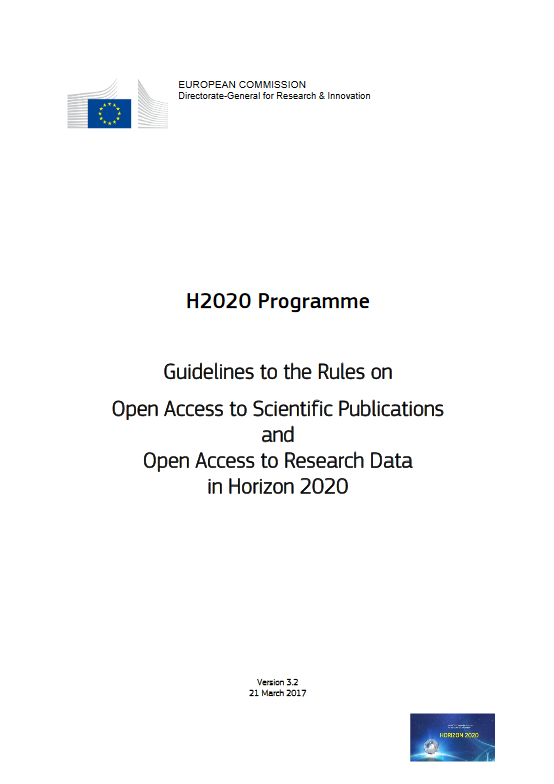 EUROPEAN COMMISSION
Directorate-General for Research & Innovation
H2020 Programme
Guidelines to the Rules on
Open Access to Scientific Publications
and
Open Access to Research Data
in Horizon 2020
Version 3.2
21 March 2017
HORIZON 2020